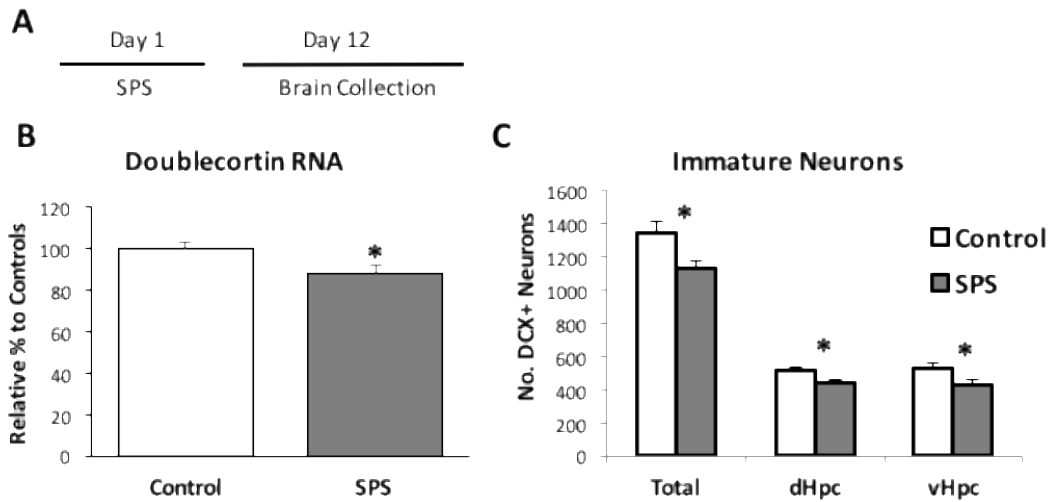 A
Day 1
Day 12
SPS
Brain Collection
B
Doublecortin RNA
Relative % to Controls
120
100
80
60
40
20
0
*
Control
SPS
C
Immature Neurons
No. DCX+ Neurons
1600
1400
1200
1000
800
600
400
200
0
*
*
*
Control
SPS
Total
dHpc
vHpc